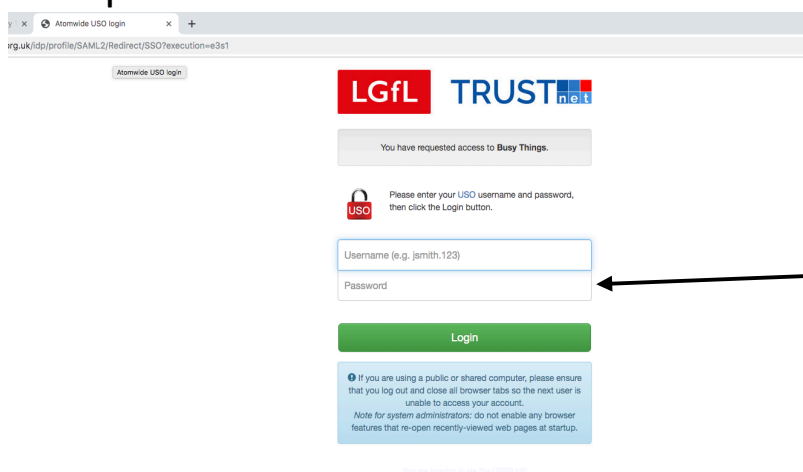 y
Atomwide USO login
org.uk/idp/profile/SAML2/Redirect/SSO?execution=e3s1
Atomwide USO login
LGfL TRUSTnet
You have requested access to Busy Things.
USO
Please enter your USO username and password,
then click the Login button.
Username (e.g. jsmith.123)
Password
Login
If you are using a public or shared computer, please ensure
that you log out and close all browser tabs so the next user is
unable to access your account.
Note for system administrators: do not enable any browser
features that re-open recently-viewed web pages at startup.